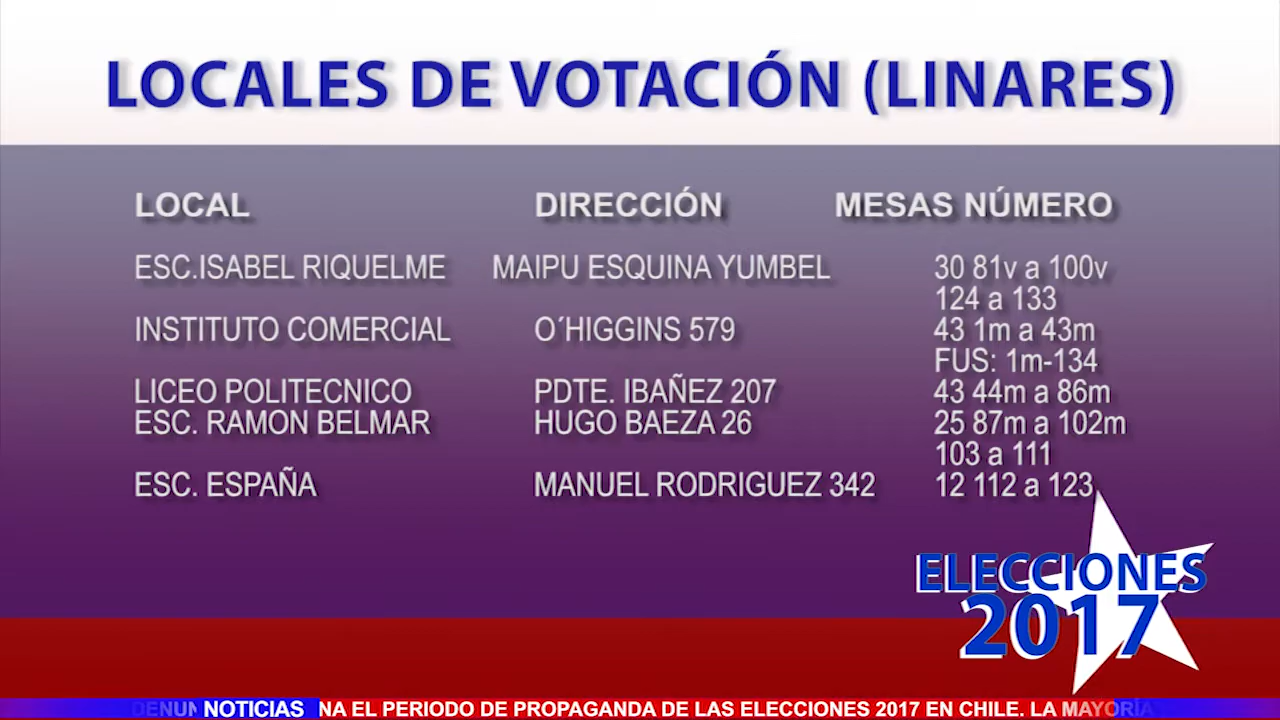 LOCALES DE VOTACIÓN (LINARES)
LOCAL DIRECCIÓN MESAS NÚMERO
ESC.ISABEL RIQUELME MAIPU ESQUINA YUMBEL 30 81v a 100v
124 a 133
INSTITUTO COMERCIAL O´HIGGINS 579 43 1m a 43m
FUS: 1m-134
LICEO POLITECNICO PDTE. IBAÑEZ 207 43 44m a 86m
ESC. RAMON BELMAR HUGO BAEZA 26 25 87m a 102m
103 a 111
ESC. ESPAÑA MANUEL RODRIGUEZ 342 12 112 a 123
ELECCIONES
2017
DENUN NOTICIAS NA EL PERIODO DE PROPAGANDA DE LAS ELECCIONES 2017 EN CHILE. LA MAYORÍA